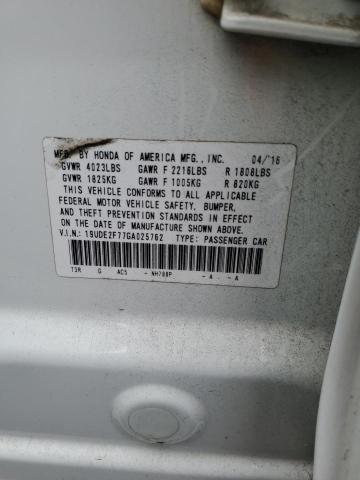 MFD. BY HONDA OF AMERICA MFG., INC. 04/'16
GVWR 4023LBS GAWR F 2216LBS R 1808LBS
GVWR 1825KG GAWR F 1005KG R 820KG
THIS VEHICLE CONFORMS TO ALL APPLICABLE
FEDERAL MOTOR VEHICLE SAFETY, BUMPER,
AND THEFT PREVENTION STANDARDS IN EFFECT
ON THE DATE OF MANUFACTURE SHOWN ABOVE.
V.I.N.: 19UDE2F77GA025762 TYPE: PASSENGER CAR
T3R G AC5 - NH788P - A - - A